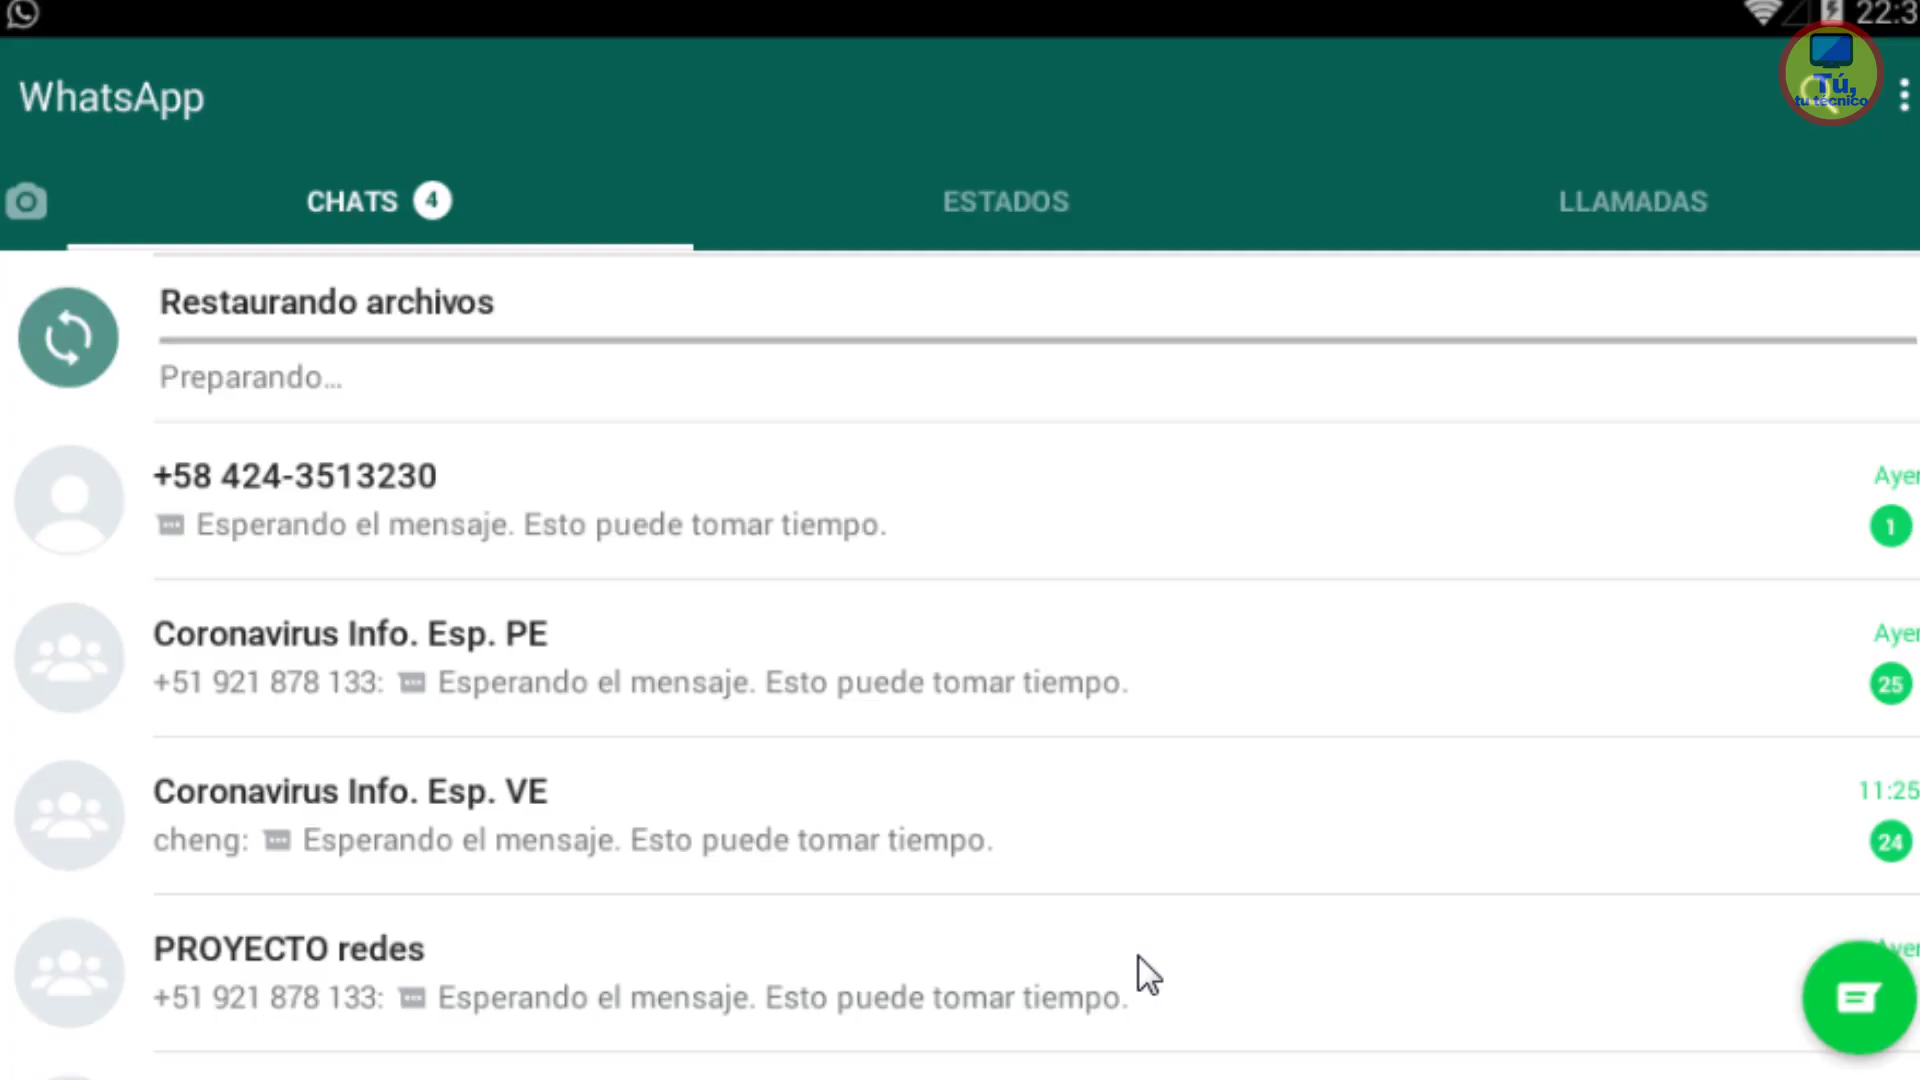 22:3
WhatsApp
Tú,
tu técnico
CHATS 4
ESTADOS
LLAMADAS
Restaurando archivos
Preparando...
+58 424-3513230
Ayer
Esperando el mensaje. Esto puede tomar tiempo.
1
Coronavirus Info. Esp. PE
Ayer
+51 921 878 133: Esperando el mensaje. Esto puede tomar tiempo.
25
Coronavirus Info. Esp. VE
11:25
cheng: Esperando el mensaje. Esto puede tomar tiempo.
24
PROYECTO redes
Ayer
+51 921 878 133: Esperando el mensaje. Esto puede tomar tiempo.